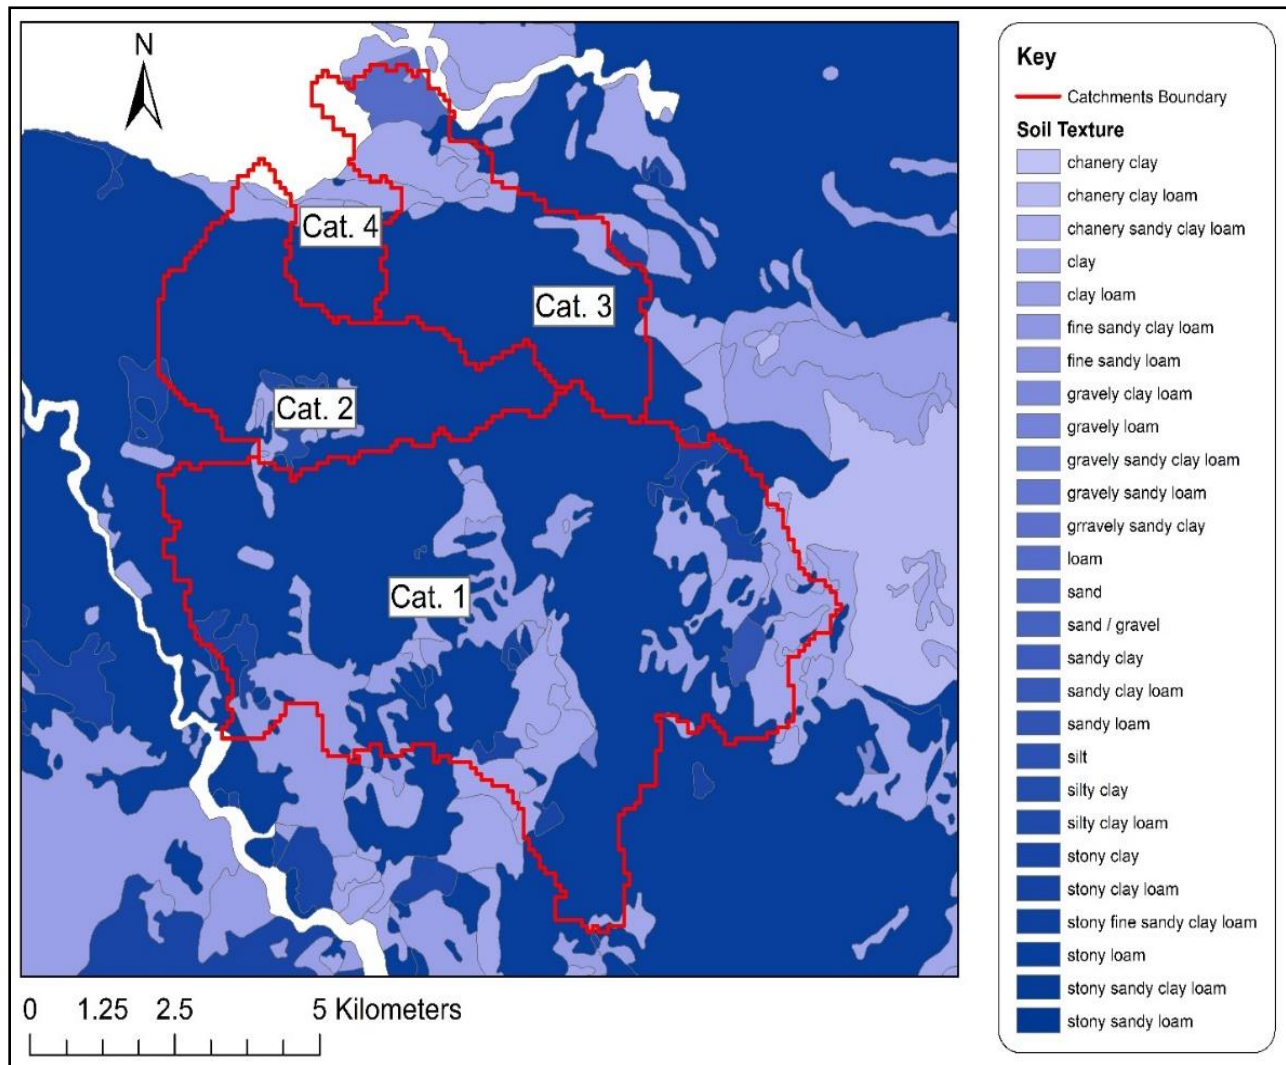 N
Cat. 4
Cat. 3
Cat. 2
Cat. 1
0 1.25 2.5 5 Kilometers
Key
Catchments Boundary
Soil Texture
chanery clay
chanery clay loam
chanery sandy clay loam
clay
clay loam
fine sandy clay loam
fine sandy loam
gravely clay loam
gravely loam
gravely sandy clay loam
gravely sandy loam
grravely sandy clay
loam
sand
sand / gravel
sandy clay
sandy clay loam
sandy loam
silt
silty clay
silty clay loam
stony clay
stony clay loam
stony fine sandy clay loam
stony loam
stony sandy clay loam
stony sandy loam